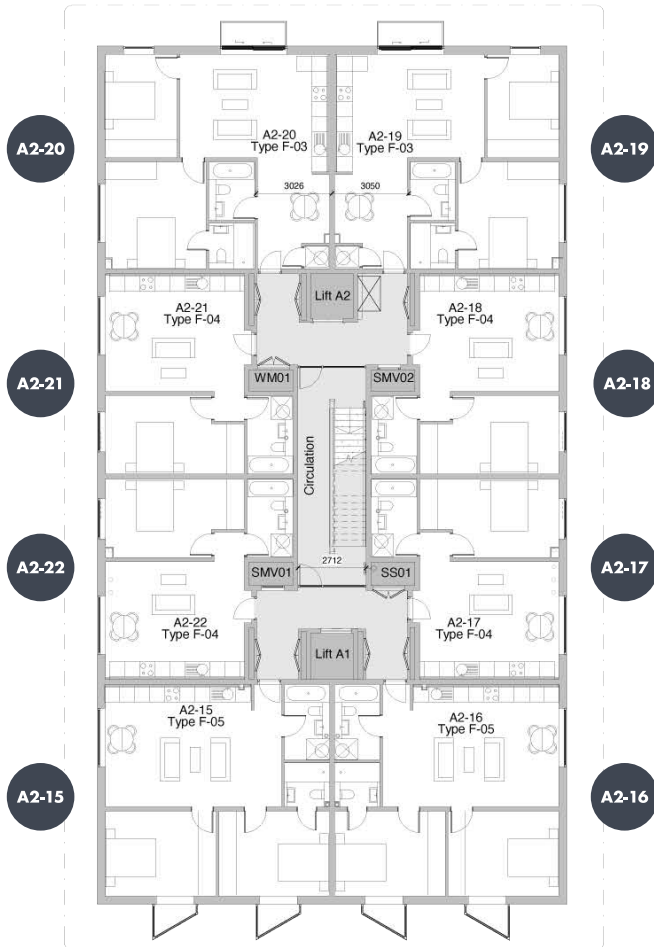 A2-20
A2-19
A2-20
Type F-03
A2-19
Type F-03
3026
3050
Lift A2
A2-21
Type F-04
A2-18
Type F-04
A2-21
A2-18
WM01
SMV02
Circulation
A2-22
A2-17
2712
SMV01
SS01
A2-22
Type F-04
A2-17
Type F-04
Lift A1
A2-15
Type F-05
A2-16
Type F-05
A2-15
A2-16